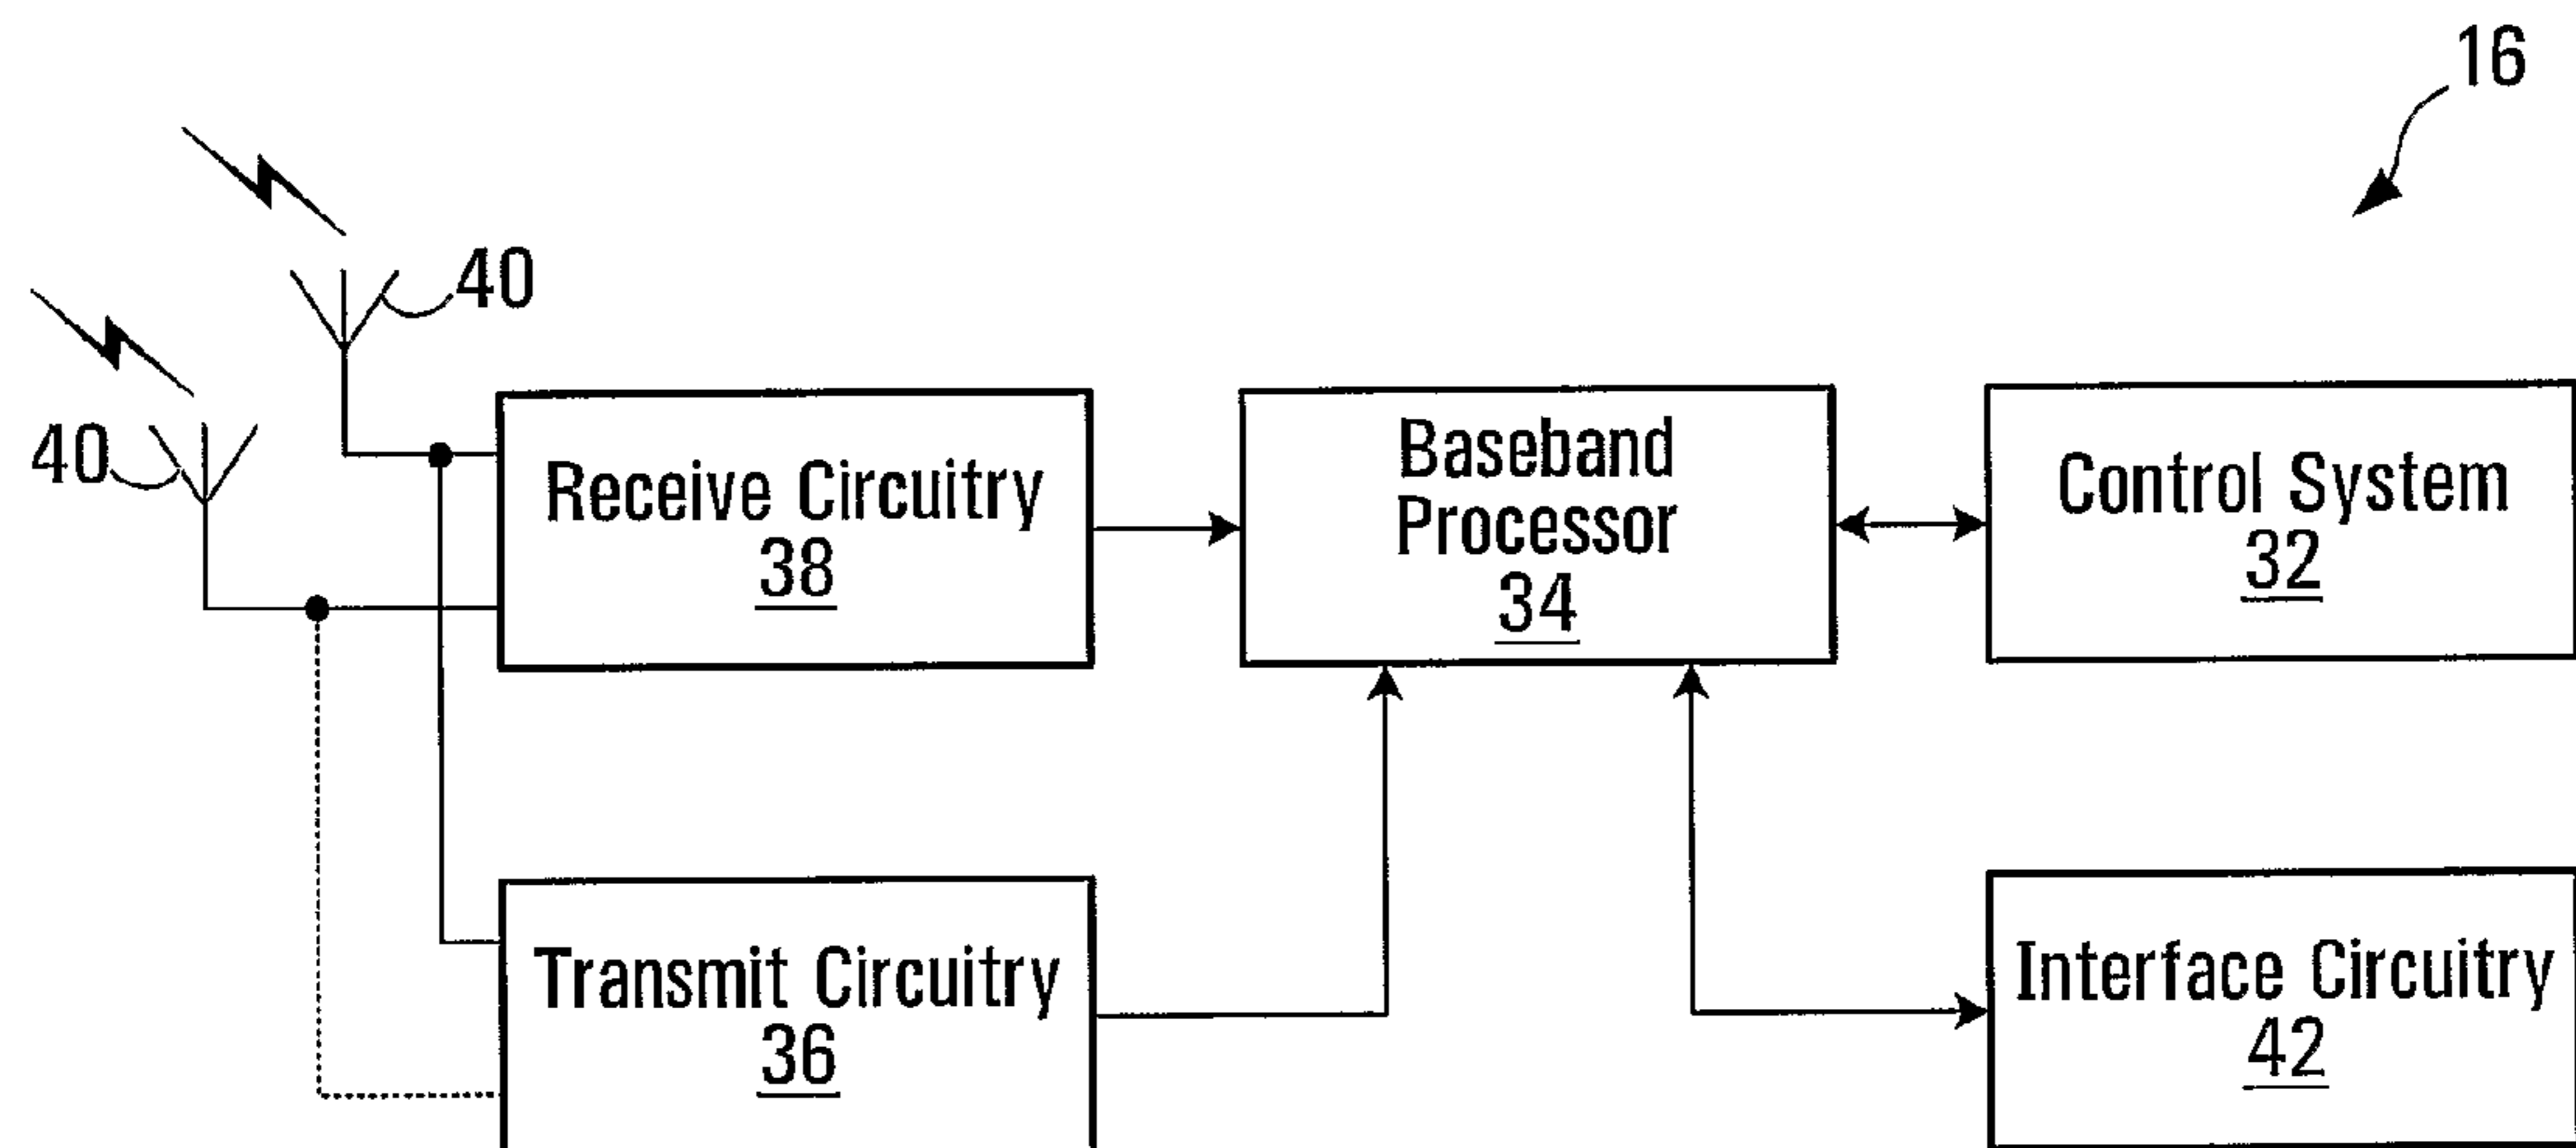 16
40
40
Receive Circuitry
38
Baseband
Processor
34
Control System
32
Transmit Circuitry
36
Interface Circuitry
42